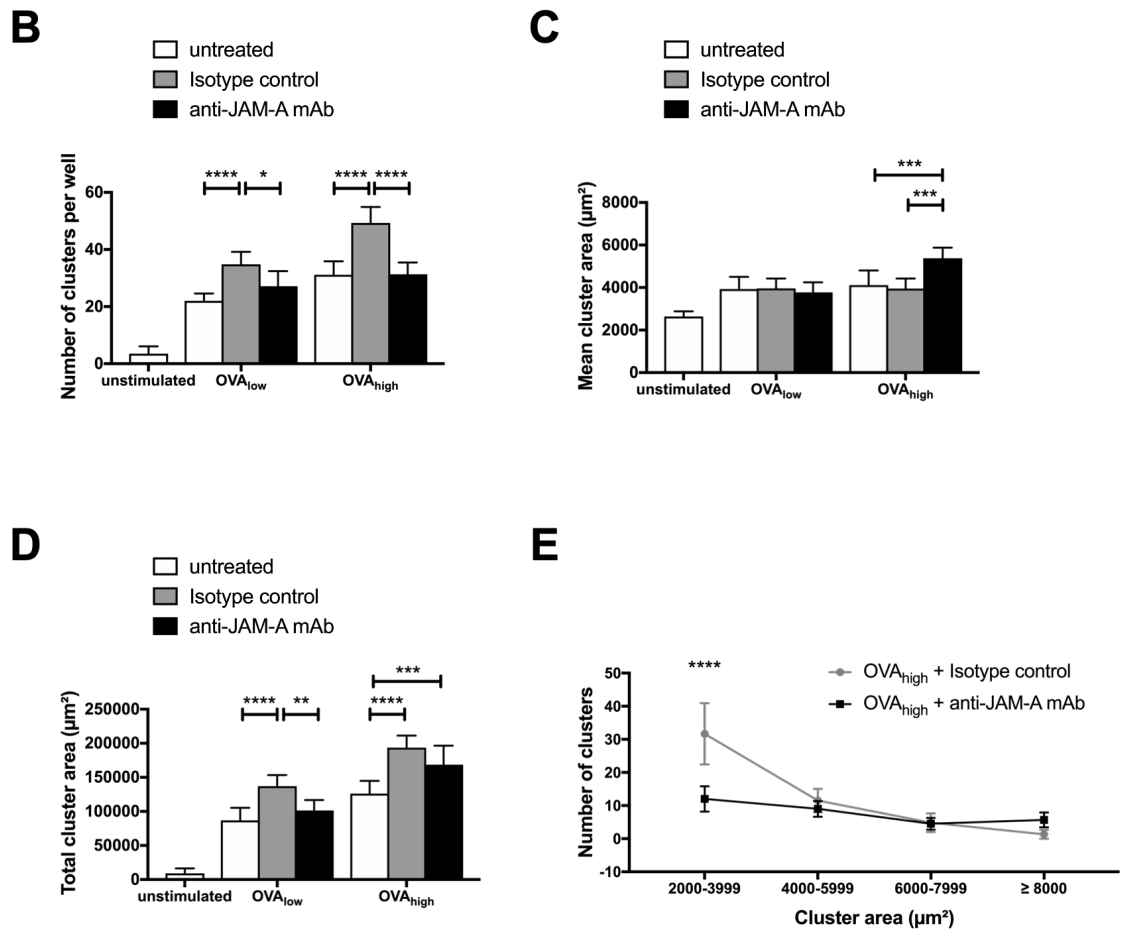 B
untreated
Isotype control
anti-JAM-A mAb
Number of clusters per well
60
40
20
0
**** *
**** ****
unstimulated OVAlow OVAhigh
C
untreated
Isotype control
anti-JAM-A mAb
Mean cluster area (µm²)
8000
6000
4000
2000
0
***
***
unstimulated OVAlow OVAhigh
D
untreated
Isotype control
anti-JAM-A mAb
Total cluster area (µm²)
250000
200000
150000
100000
50000
0
**** **
***
****
unstimulated OVAlow OVAhigh
E
OVAhigh + Isotype control
OVAhigh + anti-JAM-A mAb
****
Number of clusters
50
40
30
20
10
0
-10
2000-3999 4000-5999 6000-7999 ≥ 8000
Cluster area (µm²)